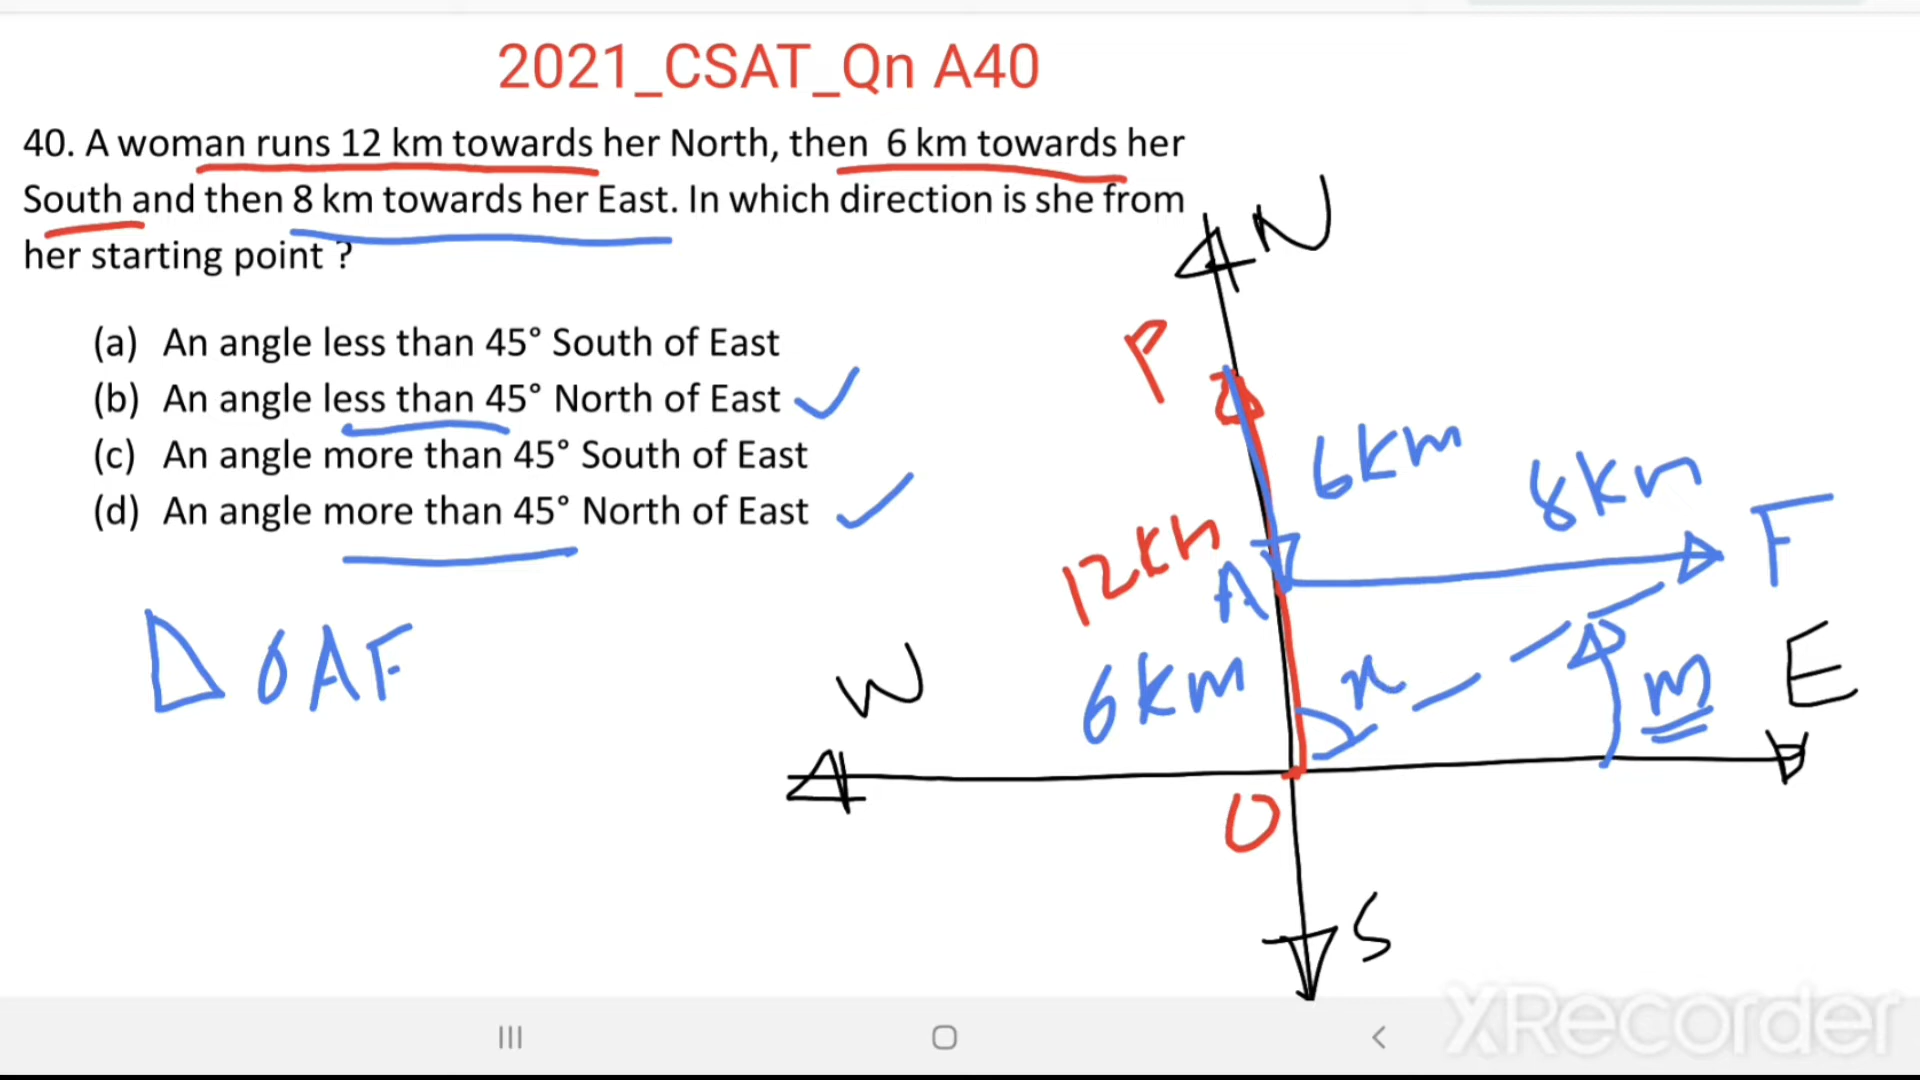 2021_CSAT_Qn A40
40. A woman runs 12 km towards her North, then 6 km towards her
South and then 8 km towards her East. In which direction is she from
her starting point ?
(a) An angle less than 45° South of East
(b) An angle less than 45° North of East
(c) An angle more than 45° South of East
(d) An angle more than 45° North of East
N
P
6km
8km
F
12km
A
Δ OAF
W
6km
x
m
E
O
S
XRecorder